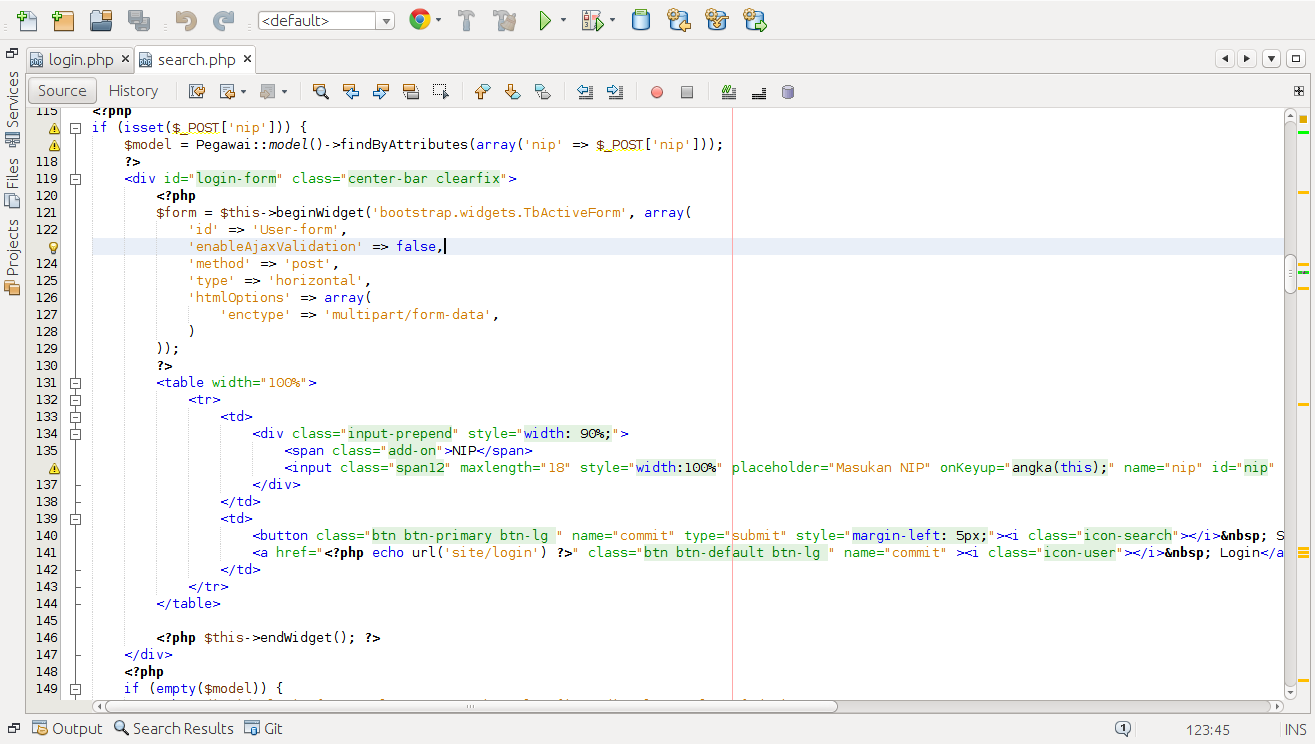 <default>
login.php
search.php
Source History
Services
Files
Projects
115 <?php
if (isset($_POST['nip'])) {
$model = Pegawai::model()->findByAttributes(array('nip' => $_POST['nip']));
118 ?>
119 <div id="login-form" class="center-bar clearfix">
120 <?php
121 $form = $this->beginWidget('bootstrap.widgets.TbActiveForm', array(
122 'id' => 'User-form',
'enableAjaxValidation' => false,
124 'method' => 'post',
125 'type' => 'horizontal',
126 'htmlOptions' => array(
127 'enctype' => 'multipart/form-data',
128 )
129 ));
130 ?>
131 <table width="100%">
132 <tr>
133 <td>
134 <div class="input-prepend" style="width: 90%;">
135 <span class="add-on">NIP</span>
<input class="span12" maxlength="18" style="width:100%" placeholder="Masukan NIP" onKeyup="angka(this);" name="nip" id="nip"
137 </div>
138 </td>
139 <td>
140 <button class="btn btn-primary btn-lg " name="commit" type="submit" style="margin-left: 5px;"><i class="icon-search"></i>&nbsp; S
141 <a href="<?php echo url('site/login') ?>" class="btn btn-default btn-lg " name="commit" ><i class="icon-user"></i>&nbsp; Login</a
142 </td>
143 </tr>
144 </table>
145
146 <?php $this->endWidget(); ?>
147 </div>
148 <?php
149 if (empty($model)) {
Output Search Results Git
1 123:45 INS